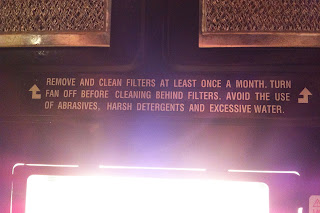 REMOVE AND CLEAN FILTERS AT LEAST ONCE A MONTH. TURN
FAN OFF BEFORE CLEANING BEHIND FILTERS. AVOID THE USE
OF ABRASIVES, HARSH DETERGENTS AND EXCESSIVE WATER.